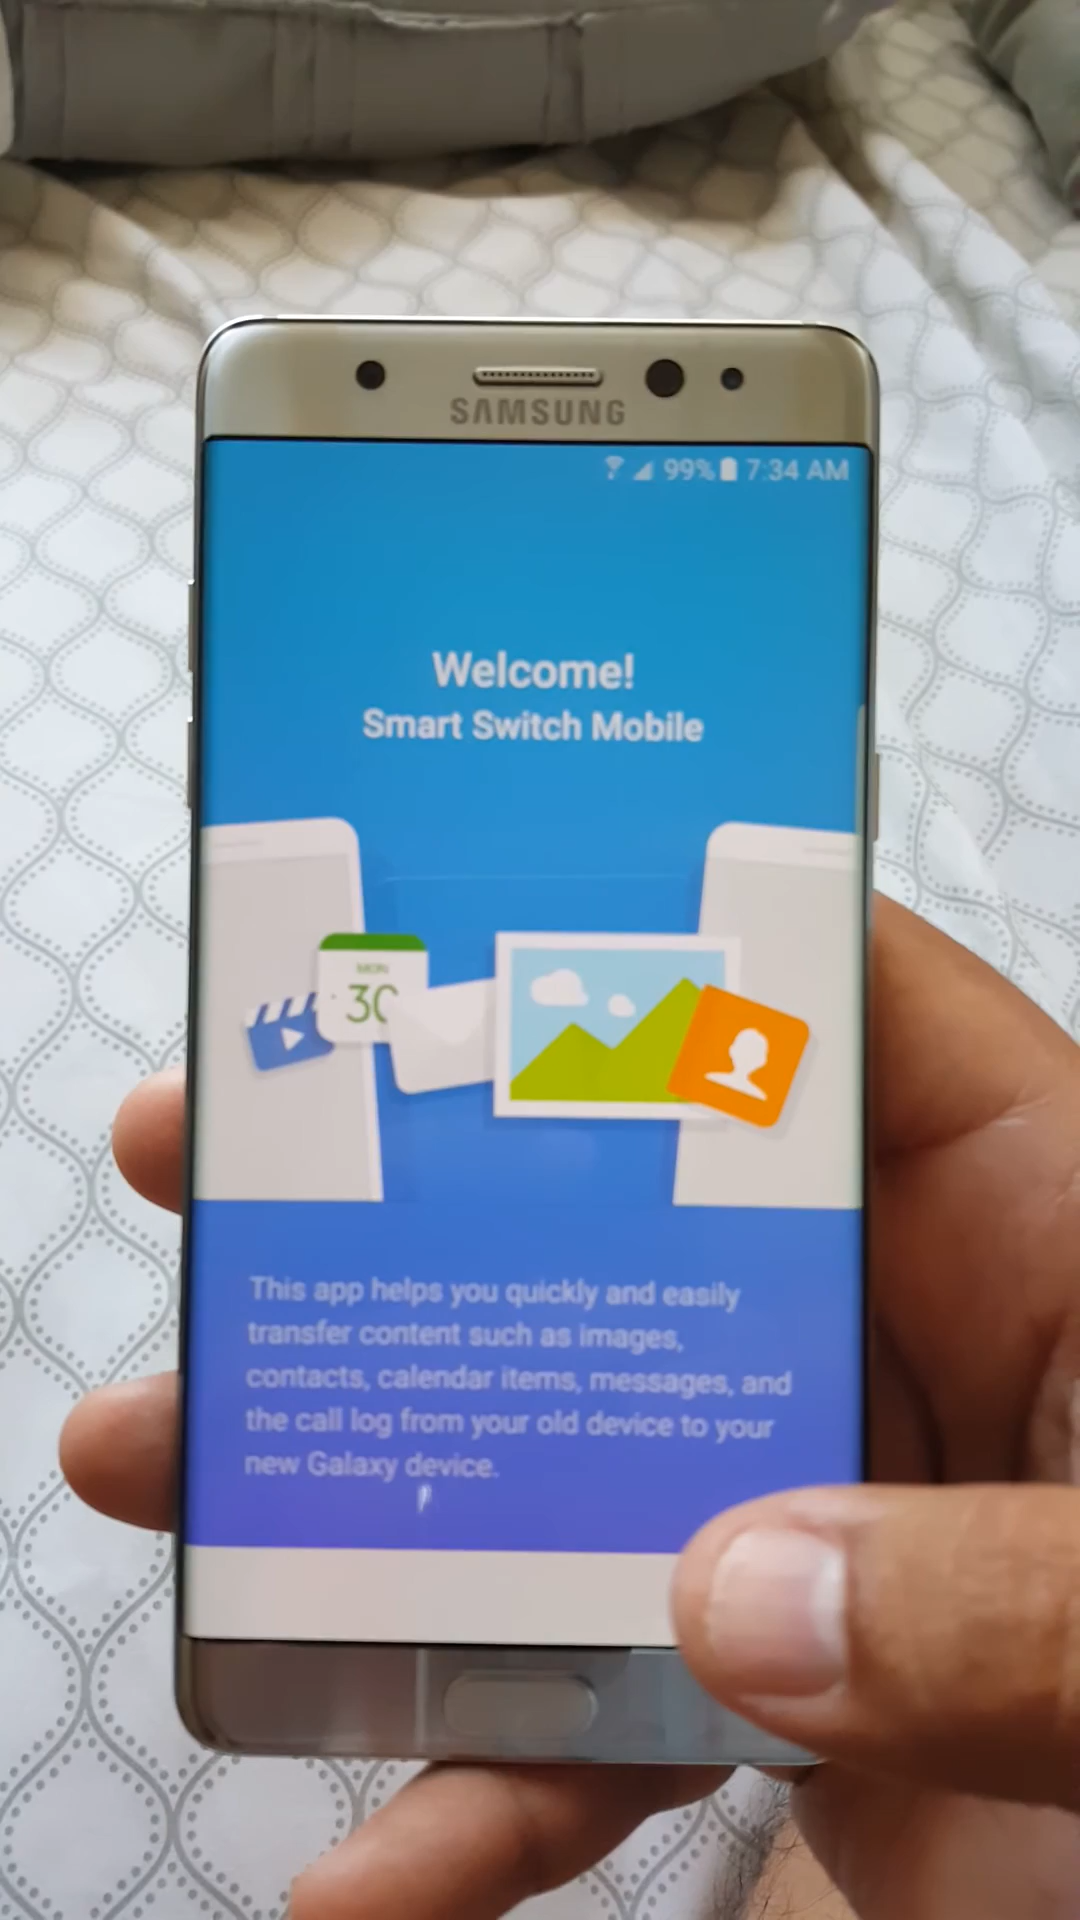 SAMSUNG
99% 7:34 AM
Welcome!
Smart Switch Mobile
MON
30
This app helps you quickly and easily
transfer content such as images,
contacts, calendar items, messages, and
the call log from your old device to your
new Galaxy device.